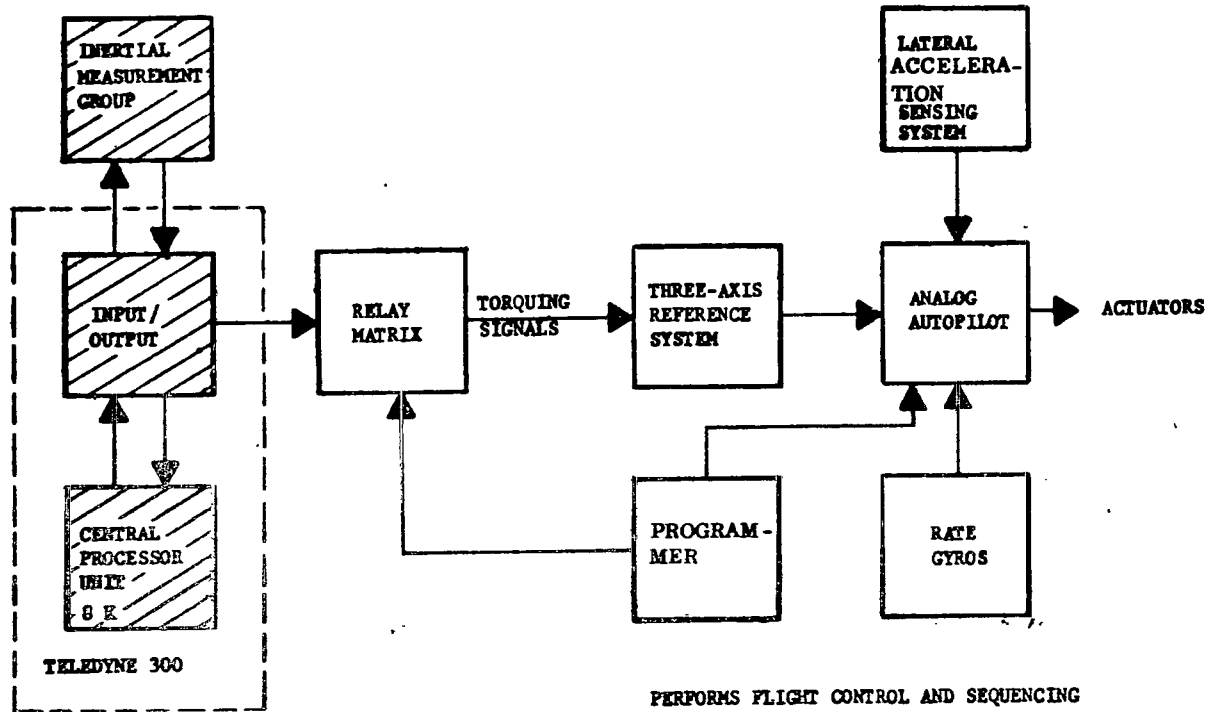 INERTIAL
MEASUREMENT
GROUP
LATERAL
ACCELERA-
TION
SENSING
SYSTEM
INPUT/
OUTPUT
RELAY
MATRIX
TORQUING
SIGNALS
THREE-AXIS
REFERENCE
SYSTEM
ANALOG
AUTOPILOT
ACTUATORS
CENTRAL
PROCESSOR
UNIT
8 K
PROGRAM-
MER
RATE
GYROS
TELEDYNE 300
PERFORMS FLIGHT CONTROL AND SEQUENCING